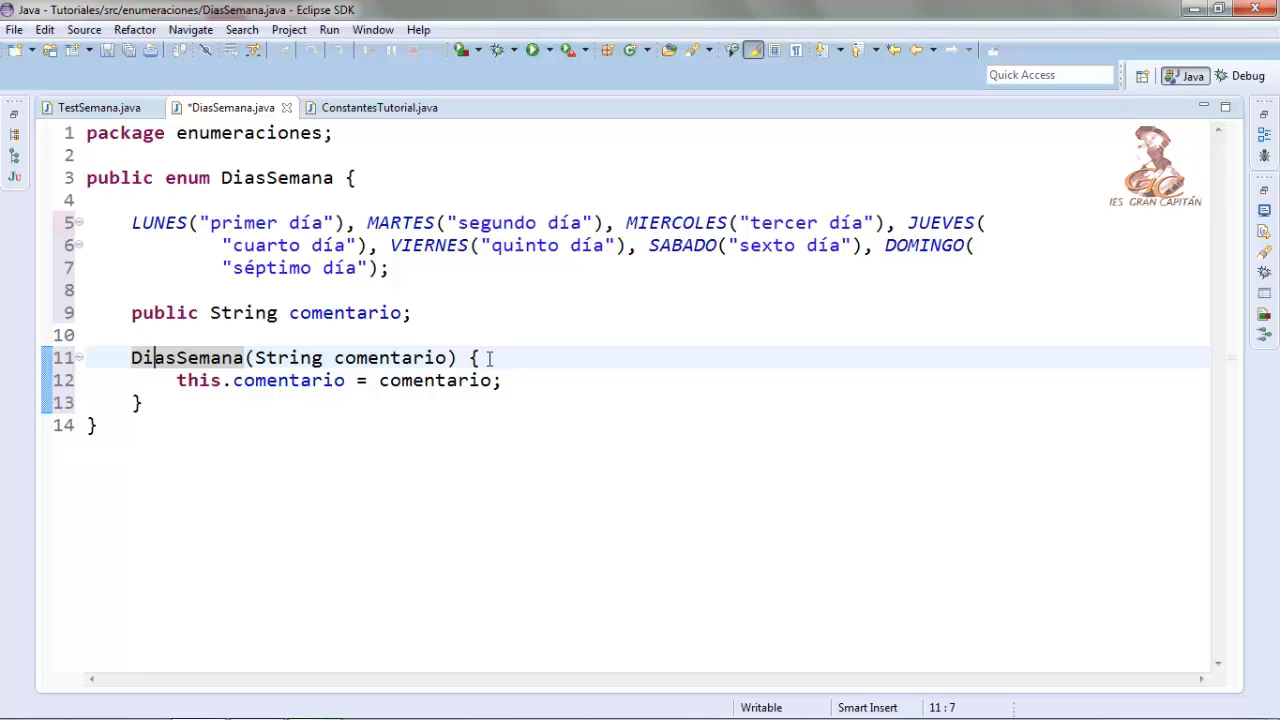 Java - Tutoriales/src/enumeraciones/DiasSemana.java - Eclipse SDK
File Edit Source Refactor Navigate Search Project Run Window Help
Quick Access Java Debug
TestSemana.java *DiasSemana.java ConstantesTutorial.java
1 package enumeraciones;
2
3 public enum DiasSemana {
4
5 LUNES("primer día"), MARTES("segundo día"), MIERCOLES("tercer día"), JUEVES(
6 "cuarto día"), VIERNES("quinto día"), SABADO("sexto día"), DOMINGO(
7 "séptimo día");
8
9 public String comentario;
10
11 DiasSemana(String comentario) {
12 this.comentario = comentario;
13 }
14 }
IES GRAN CAPITÁN
Writable Smart Insert 11 : 7